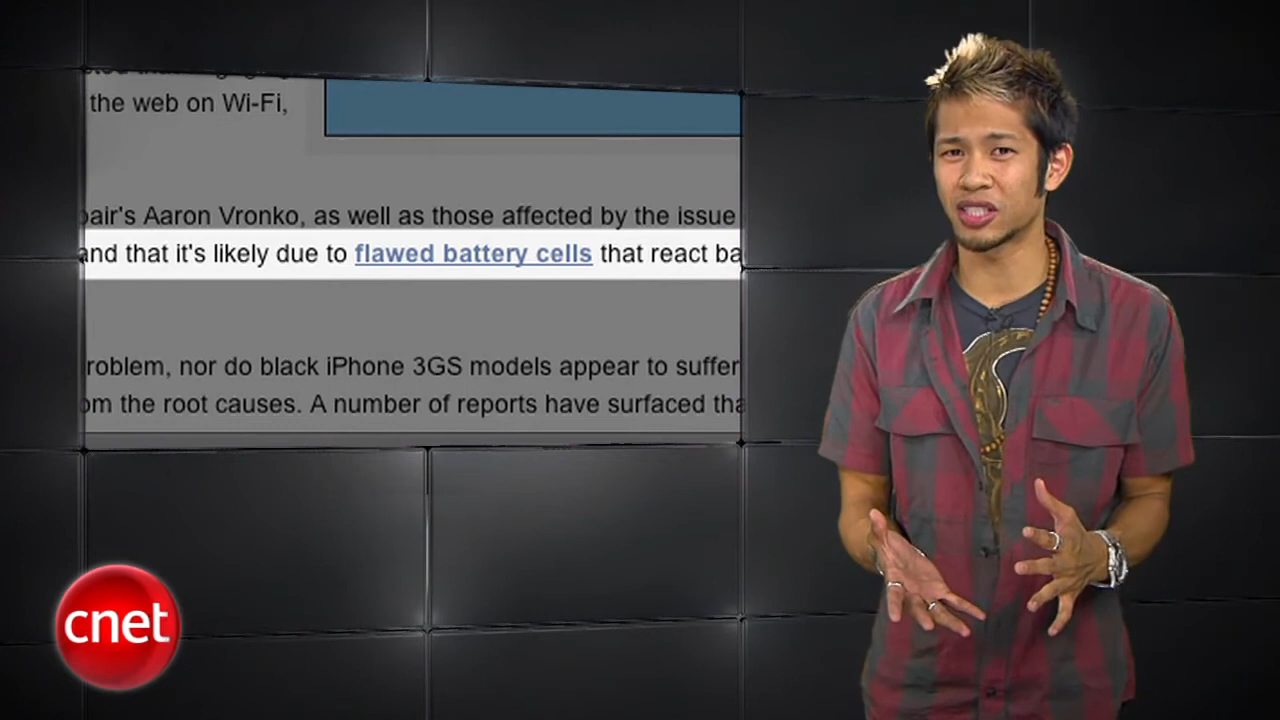 the web on Wi-Fi,
pair's Aaron Vronko, as well as those affected by the issue
and that it's likely due to flawed battery cells that react ba
roblem, nor do black iPhone 3GS models appear to suffer
om the root causes. A number of reports have surfaced tha
cnet